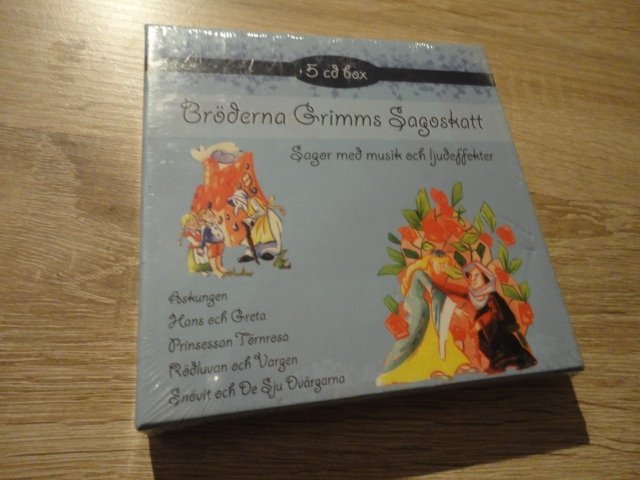 5 cd box
Bröderna Grimms Sagoskatt
Sagor med musik och ljudeffekter
Askungen
Hans och Greta
Prinsessan Törnrosa
Rödluvan och Vargen
Snövit och De Sju Dvärgarna